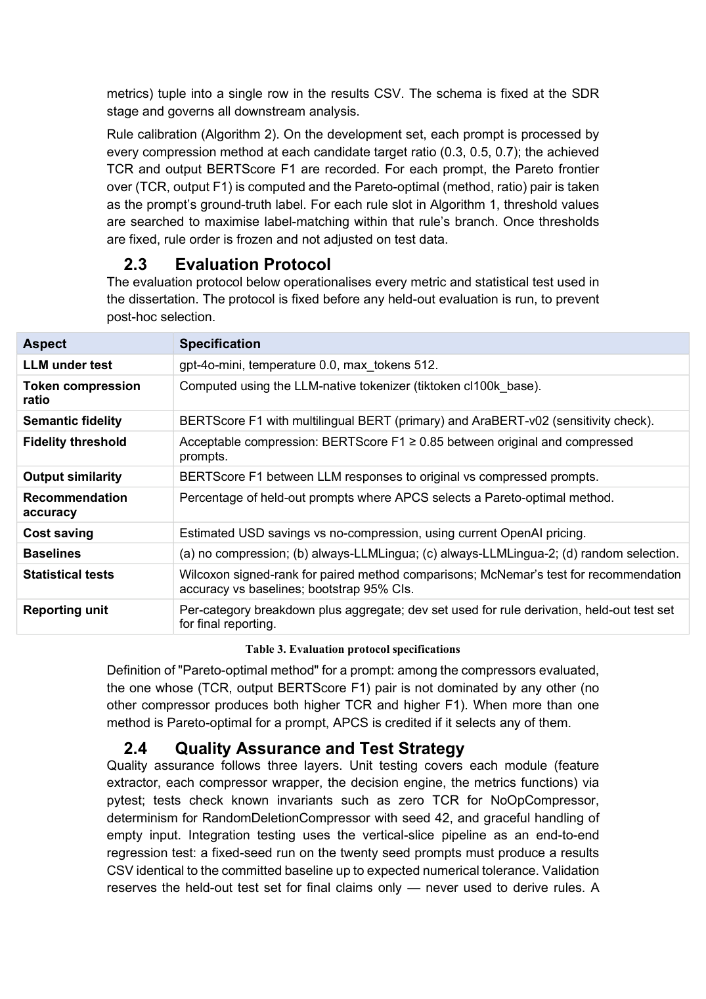 metrics) tuple into a single row in the results CSV. The schema is fixed at the SDR
stage and governs all downstream analysis.
Rule calibration (Algorithm 2). On the development set, each prompt is processed by
every compression method at each candidate target ratio (0.3, 0.5, 0.7); the achieved
TCR and output BERTScore F1 are recorded. For each prompt, the Pareto frontier
over (TCR, output F1) is computed and the Pareto-optimal (method, ratio) pair is taken
as the prompt’s ground-truth label. For each rule slot in Algorithm 1, threshold values
are searched to maximise label-matching within that rule’s branch. Once thresholds
are fixed, rule order is frozen and not adjusted on test data.
2.3 Evaluation Protocol
The evaluation protocol below operationalises every metric and statistical test used in
the dissertation. The protocol is fixed before any held-out evaluation is run, to prevent
post-hoc selection.
Aspect Specification
LLM under test gpt-4o-mini, temperature 0.0, max_tokens 512.
Token compression Computed using the LLM-native tokenizer (tiktoken cl100k_base).
ratio
Semantic fidelity BERTScore F1 with multilingual BERT (primary) and AraBERT-v02 (sensitivity check).
Fidelity threshold Acceptable compression: BERTScore F1 ≥ 0.85 between original and compressed
prompts.
Output similarity BERTScore F1 between LLM responses to original vs compressed prompts.
Recommendation Percentage of held-out prompts where APCS selects a Pareto-optimal method.
accuracy
Cost saving Estimated USD savings vs no-compression, using current OpenAI pricing.
Baselines (a) no compression; (b) always-LLMLingua; (c) always-LLMLingua-2; (d) random selection.
Statistical tests Wilcoxon signed-rank for paired method comparisons; McNemar’s test for recommendation
accuracy vs baselines; bootstrap 95% CIs.
Reporting unit Per-category breakdown plus aggregate; dev set used for rule derivation, held-out test set
for final reporting.
Table 3. Evaluation protocol specifications
Definition of "Pareto-optimal method" for a prompt: among the compressors evaluated,
the one whose (TCR, output BERTScore F1) pair is not dominated by any other (no
other compressor produces both higher TCR and higher F1). When more than one
method is Pareto-optimal for a prompt, APCS is credited if it selects any of them.
2.4 Quality Assurance and Test Strategy
Quality assurance follows three layers. Unit testing covers each module (feature
extractor, each compressor wrapper, the decision engine, the metrics functions) via
pytest; tests check known invariants such as zero TCR for NoOpCompressor,
determinism for RandomDeletionCompressor with seed 42, and graceful handling of
empty input. Integration testing uses the vertical-slice pipeline as an end-to-end
regression test: a fixed-seed run on the twenty seed prompts must produce a results
CSV identical to the committed baseline up to expected numerical tolerance. Validation
reserves the held-out test set for final claims only — never used to derive rules. A